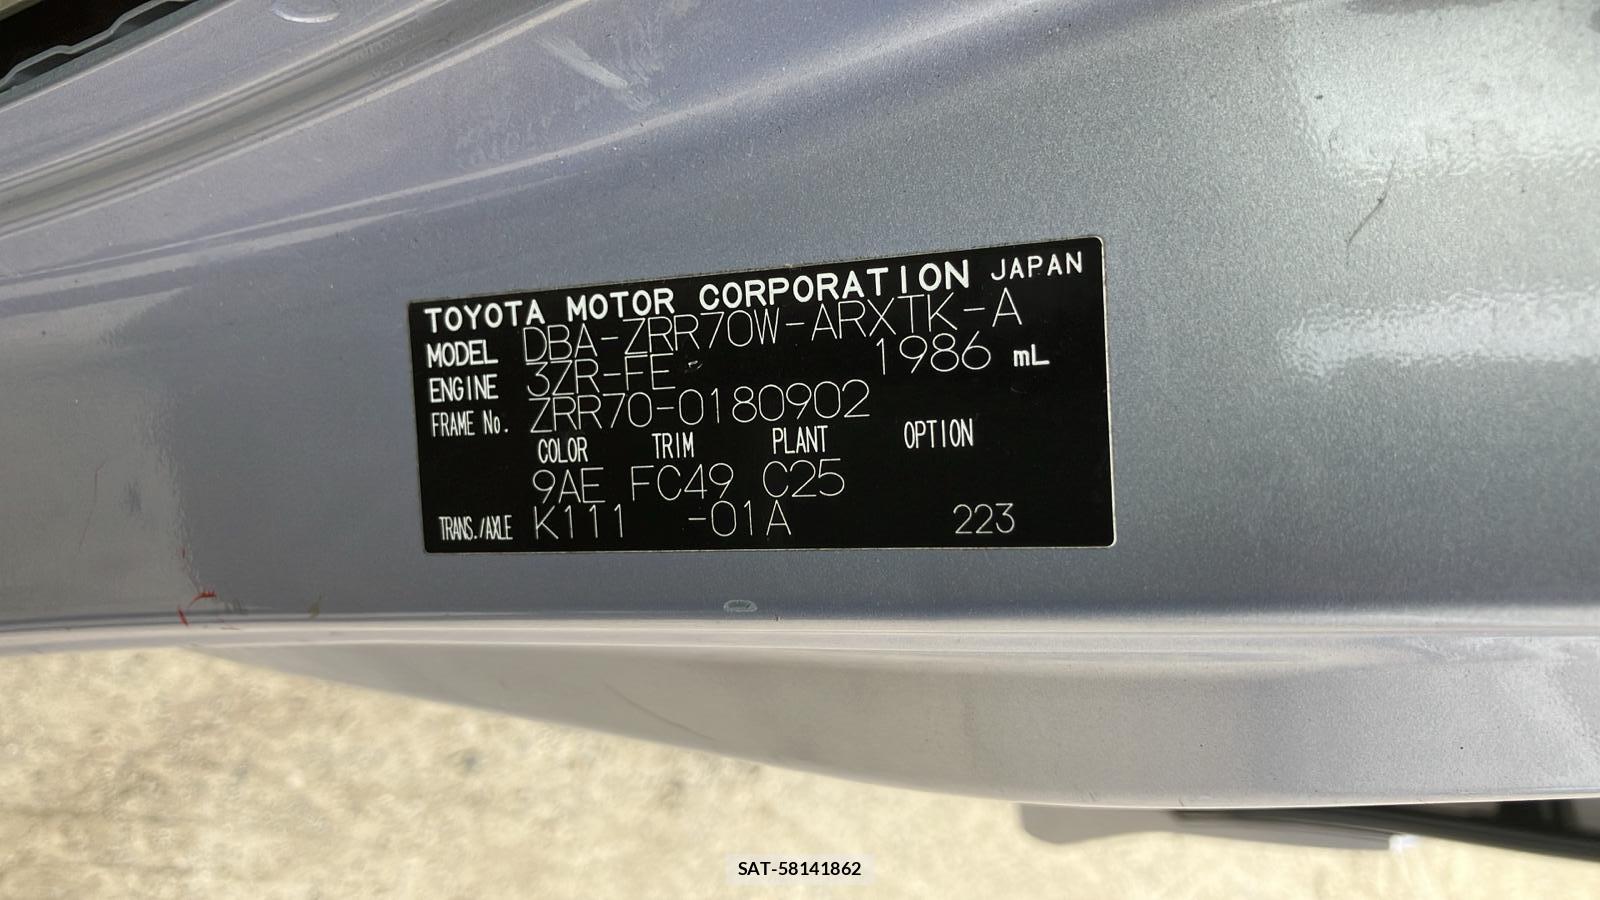 TOYOTA MOTOR CORPORATION JAPAN
MODEL DBA-ZRR70W-ARXTK-A
ENGINE 3ZR-FE 1986 mL
FRAME No. ZRR70-0180902
COLOR TRIM PLANT OPTION
9AE FC49 C25
TRANS./AXLE K111 -01A 223
SAT-58141862